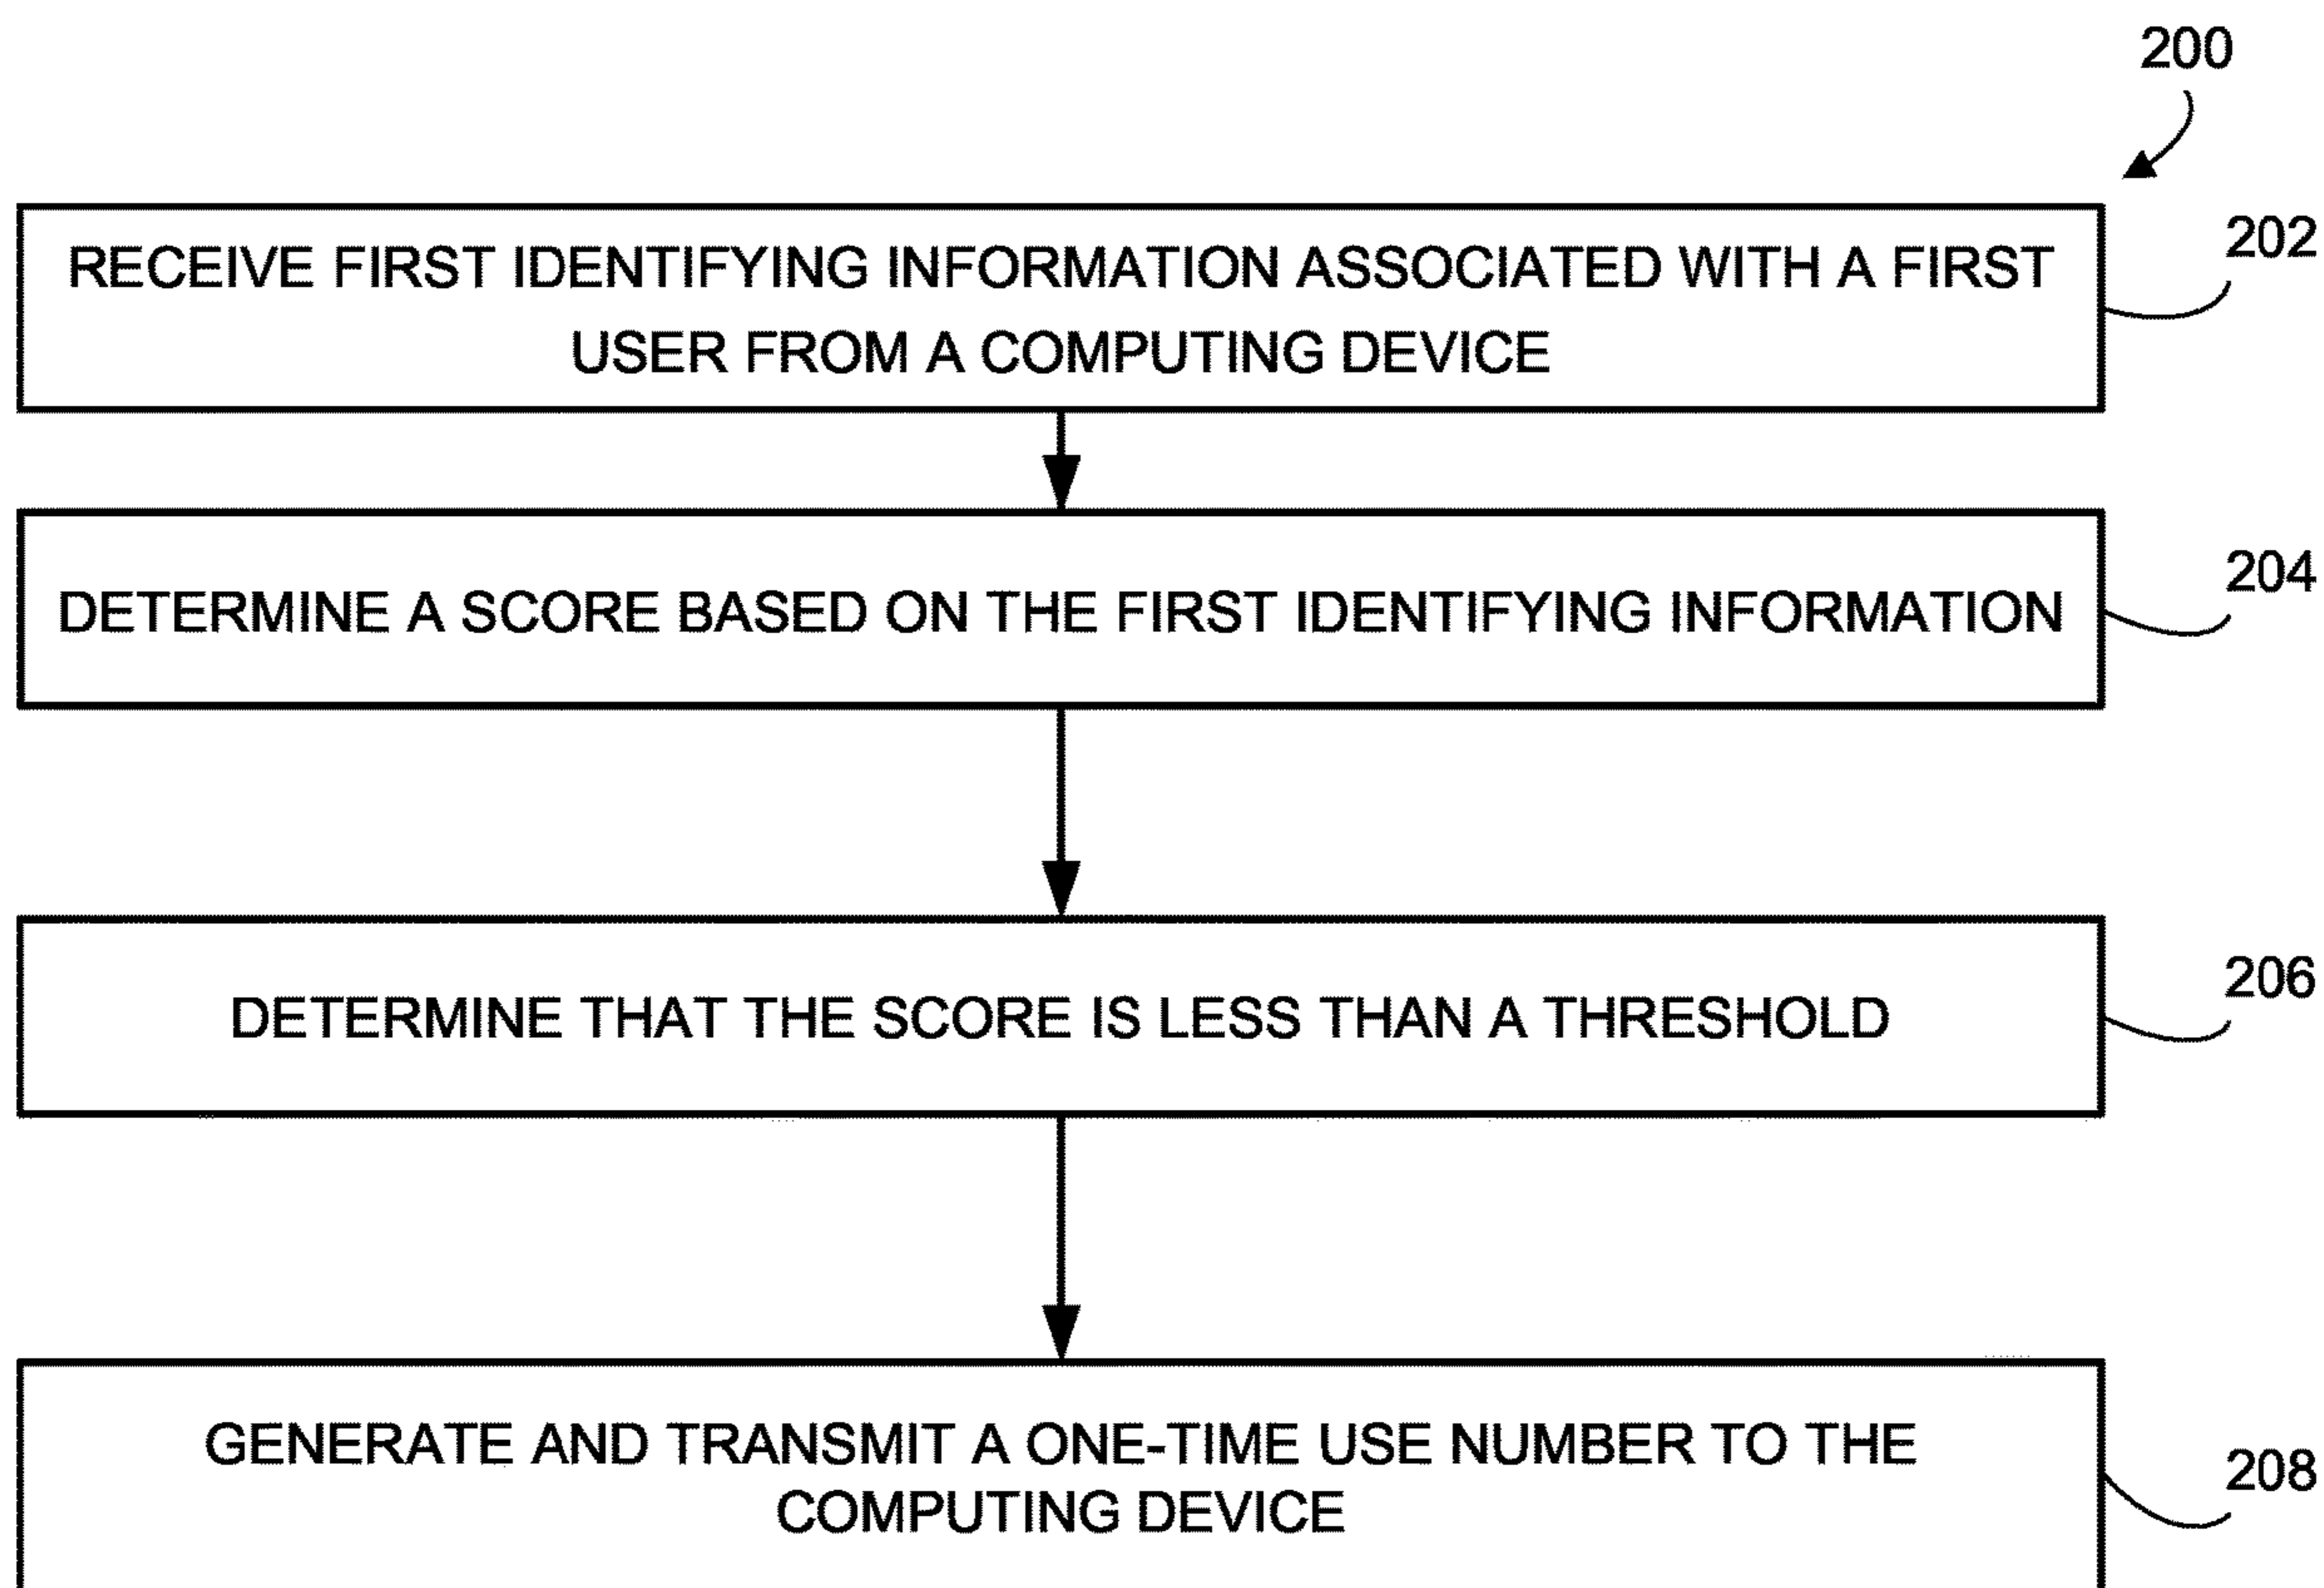 200
RECEIVE FIRST IDENTIFYING INFORMATION ASSOCIATED WITH A FIRST
USER FROM A COMPUTING DEVICE
202
DETERMINE A SCORE BASED ON THE FIRST IDENTIFYING INFORMATION
204
DETERMINE THAT THE SCORE IS LESS THAN A THRESHOLD
206
GENERATE AND TRANSMIT A ONE-TIME USE NUMBER TO THE
COMPUTING DEVICE
208